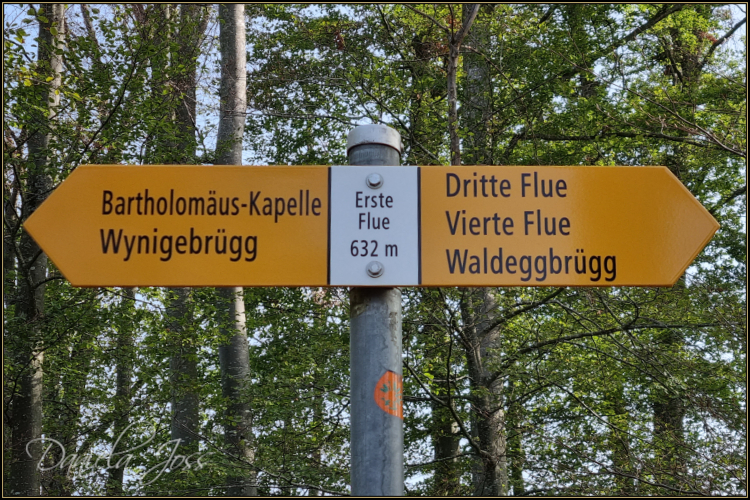 Bartholomäus-Kapelle
Wynigebrügg
Erste
Flue
632 m
Dritte Flue
Vierte Flue
Waldeggbrügg
Daniela Joss